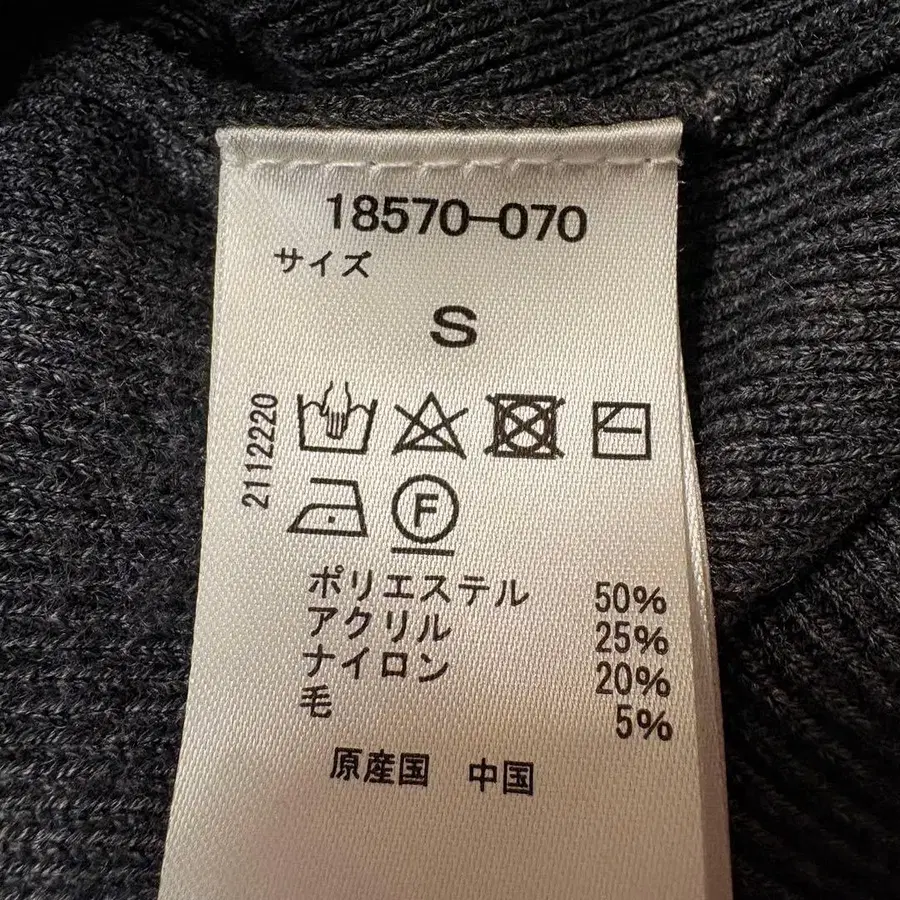 18570-070
サイズ
S
2112220
F
ポリエステル 50%
アクリル 25%
ナイロン 20%
毛 5%
原産国 中国